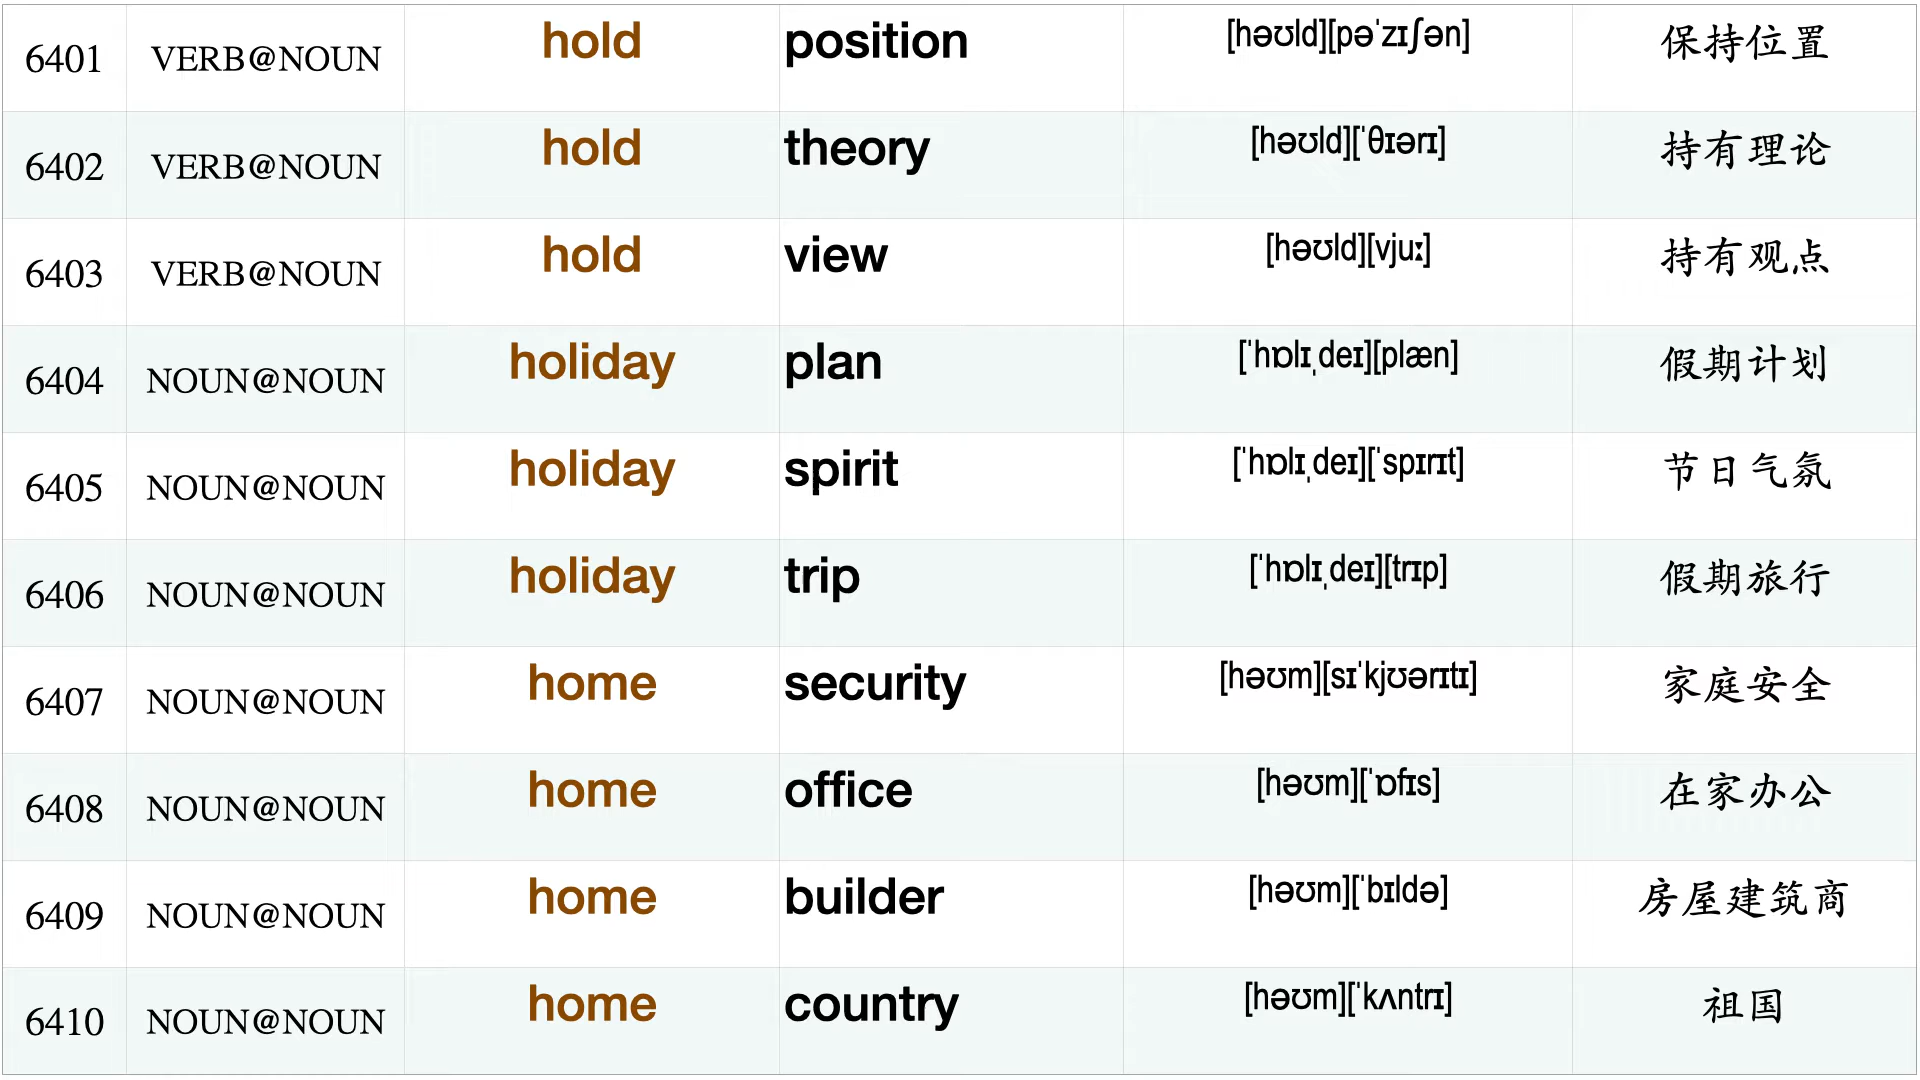 6401 VERB@NOUN hold position [həʊld][pəˈzɪʃən] 保持位置
6402 VERB@NOUN hold theory [həʊld][ˈθɪərɪ] 持有理论
6403 VERB@NOUN hold view [həʊld][vjuː] 持有观点
6404 NOUN@NOUN holiday plan [ˈhɒlɪˌdeɪ][plæn] 假期计划
6405 NOUN@NOUN holiday spirit [ˈhɒlɪˌdeɪ][ˈspɪrɪt] 节日气氛
6406 NOUN@NOUN holiday trip [ˈhɒlɪˌdeɪ][trɪp] 假期旅行
6407 NOUN@NOUN home security [həʊm][sɪˈkjʊərɪtɪ] 家庭安全
6408 NOUN@NOUN home office [həʊm][ˈɒfɪs] 在家办公
6409 NOUN@NOUN home builder [həʊm][ˈbɪldə] 房屋建筑商
6410 NOUN@NOUN home country [həʊm][ˈkʌntrɪ] 祖国